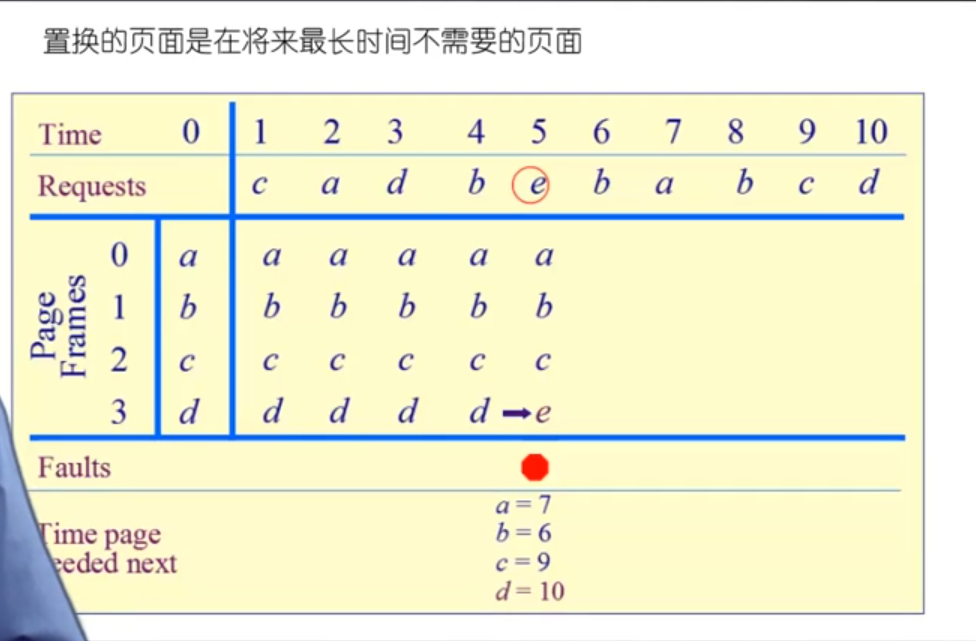 置换的页面是在将来最长时间不需要的页面
Time 0 1 2 3 4 5 6 7 8 9 10
Requests c a d b e b a b c d
Page Frames
0 a a a a a a
1 b b b b b b
2 c c c c c c
3 d d d d d → e
Faults
a = 7
Time page b = 6
needed next c = 9
d = 10